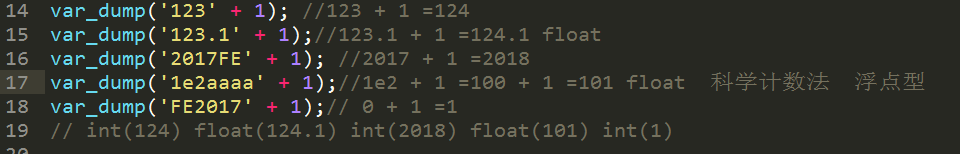 14 var_dump('123' + 1); //123 + 1 =124
15 var_dump('123.1' + 1);//123.1 + 1 =124.1 float
16 var_dump('2017FE' + 1); //2017 + 1 =2018
17 var_dump('1e2aaaa' + 1);//1e2 + 1 =100 + 1 =101 float 科学计数法 浮点型
18 var_dump('FE2017' + 1);// 0 + 1 =1
19 // int(124) float(124.1) int(2018) float(101) int(1)